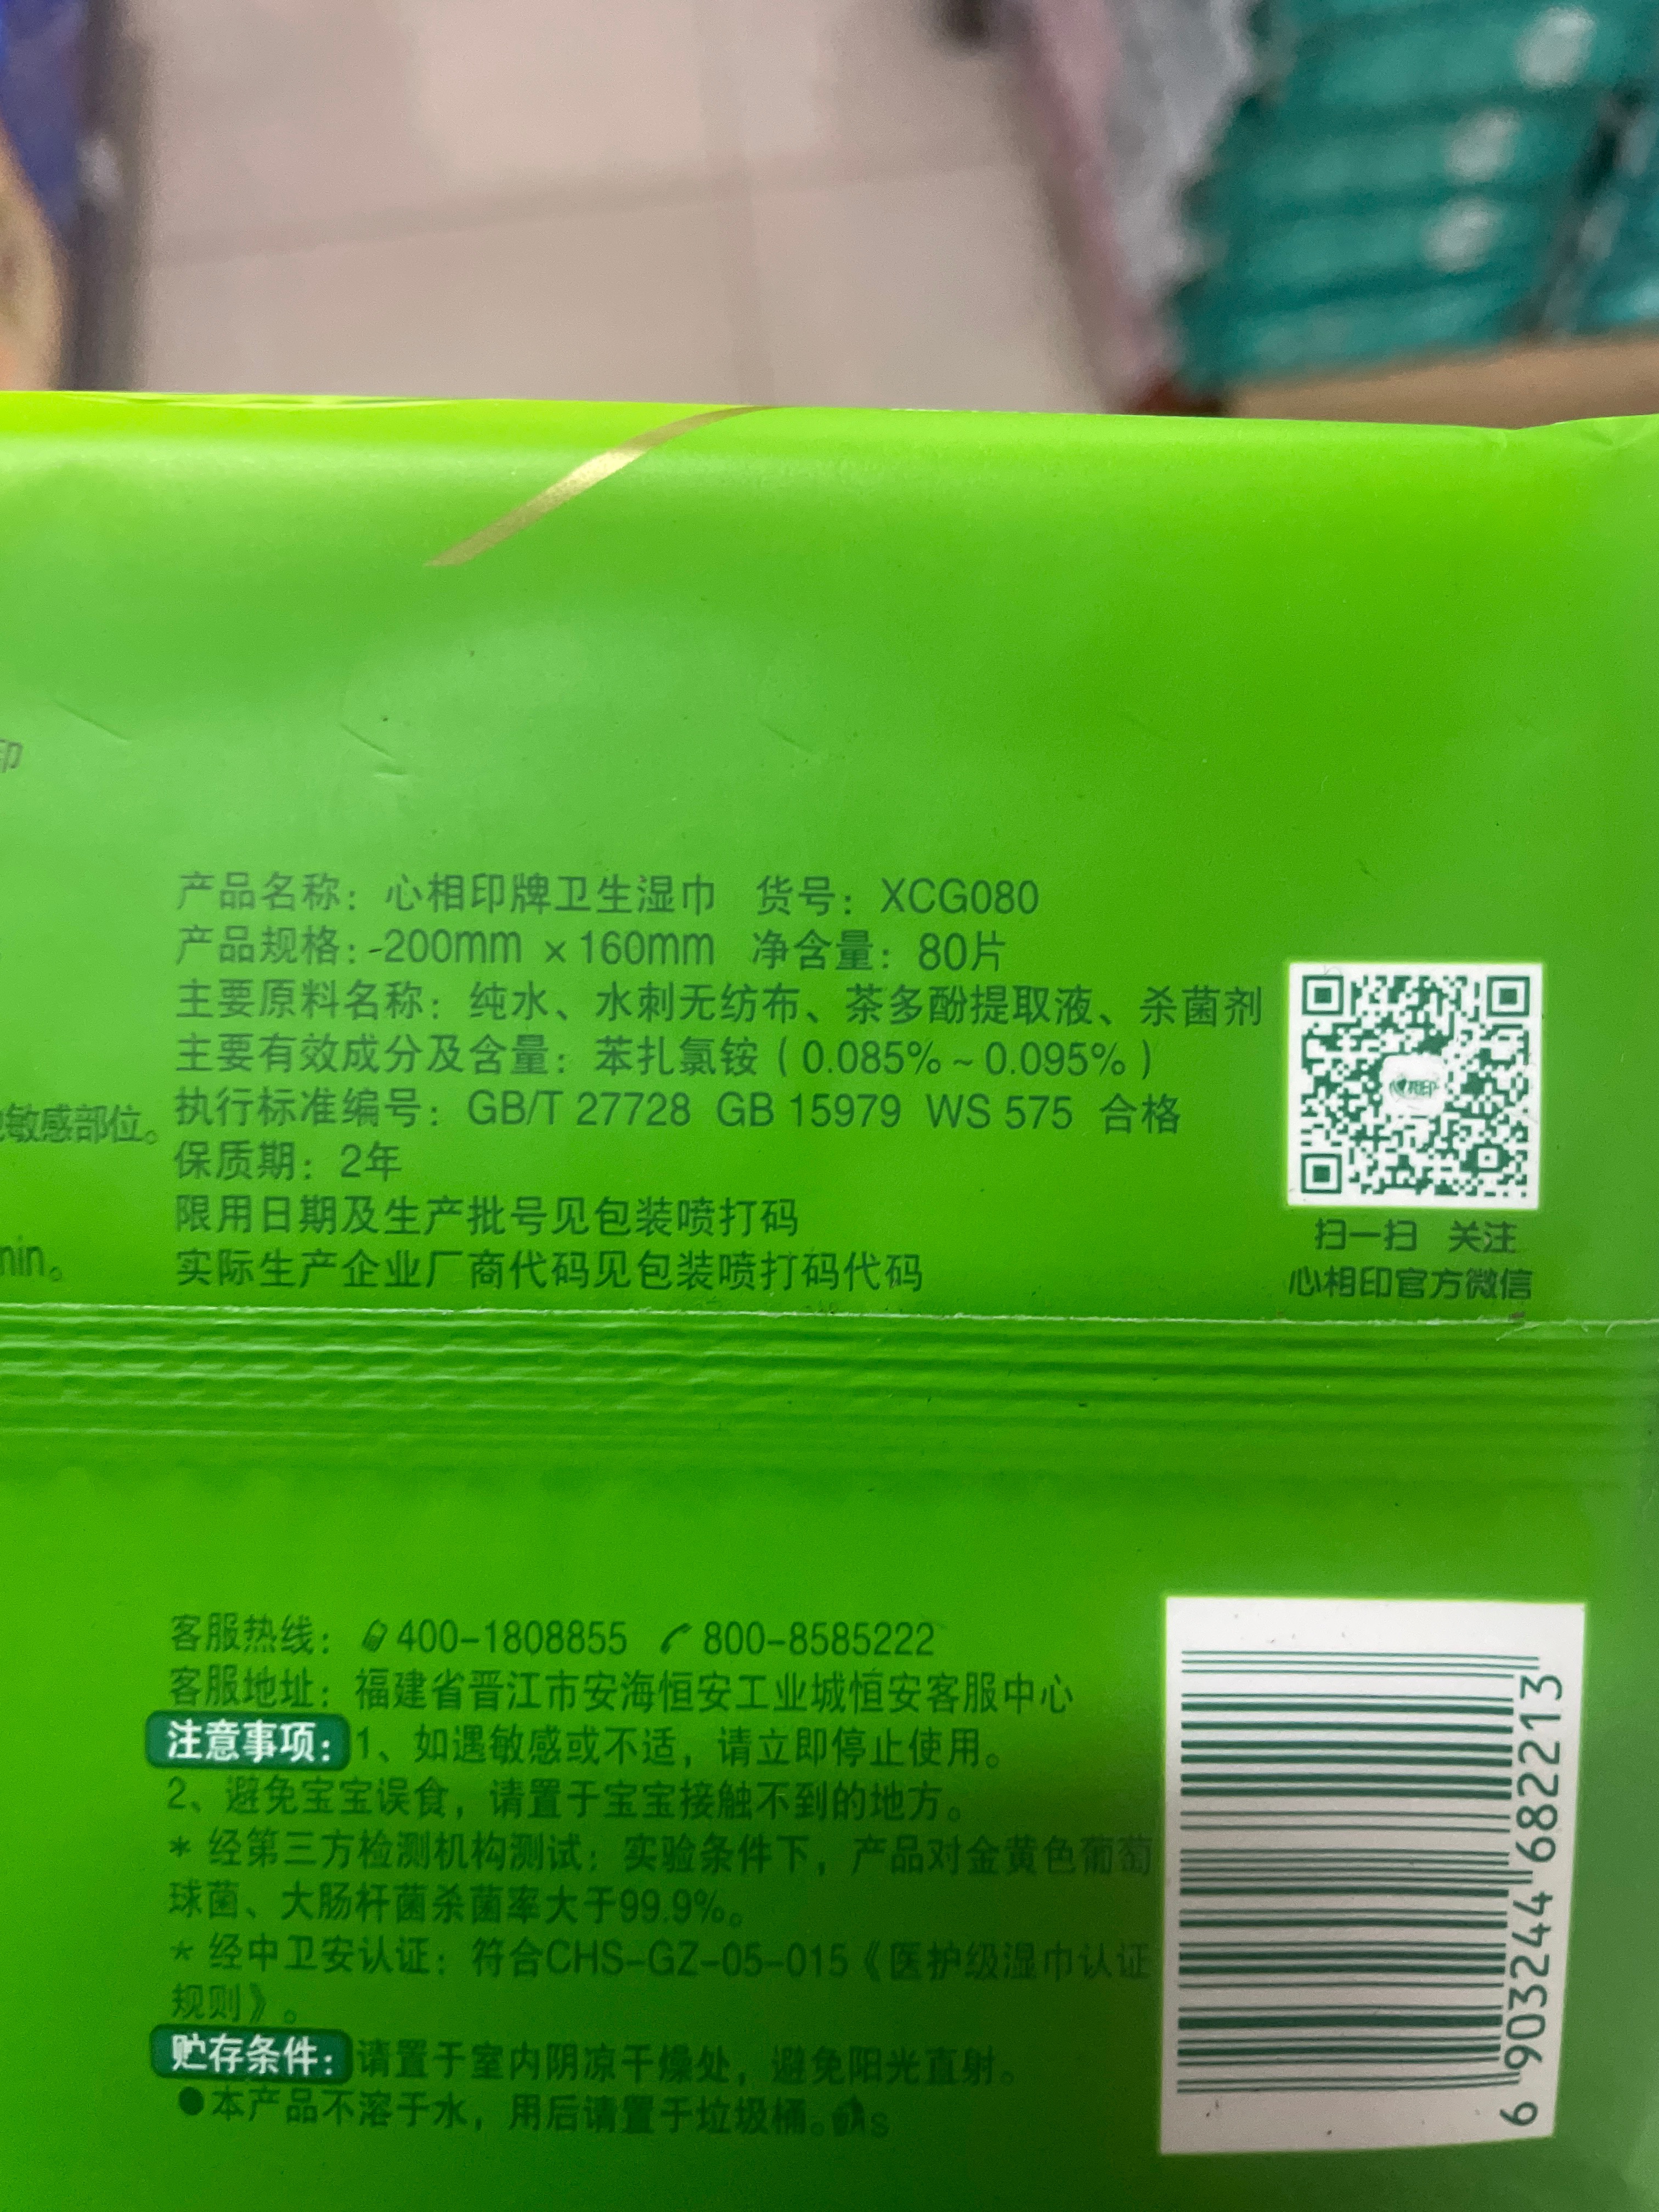 印
产品名称：心相印牌卫生湿巾 货号：XCG080
产品规格：200mm ×160mm 净含量：80片
主要原料名称：纯水、水刺无纺布、茶多酚提取液、杀菌剂
主要有效成分及含量：苯扎氯铵（0.085%～0.095%）
敏感部位。
执行标准编号：GB/T 27728 GB 15979 WS 575 合格
保质期：2年
限用日期及生产批号见包装喷打码
min。
实际生产企业厂商代码见包装喷打码代码
心相印
扫一扫 关注
心相印官方微信
客服热线：400-1808855 800-8585222
客服地址：福建省晋江市安海恒安工业城恒安客服中心
注意事项：1、如遇敏感或不适，请立即停止使用。
2、避免宝宝误食，请置于宝宝接触不到的地方。
* 经第三方检测机构测试：实验条件下，产品对金黄色葡萄
球菌、大肠杆菌杀菌率大于99.9%。
* 经中卫安认证：符合CHS-GZ-05-015《医护级湿巾认证
规则》。
贮存条件：请置于室内阴凉干燥处，避免阳光直射。
●本产品不溶于水，用后请置于垃圾桶。
6 903244 682213